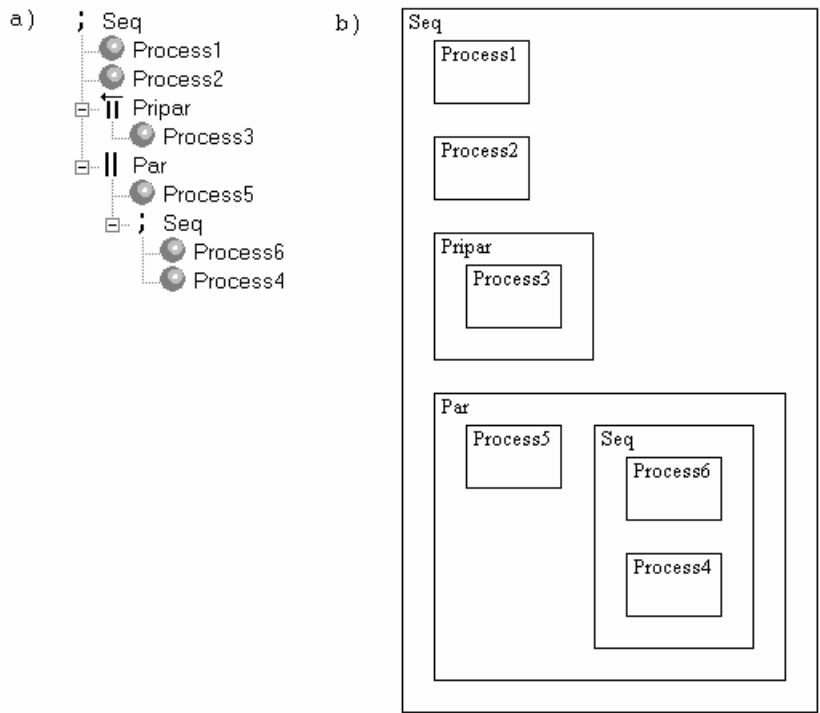 a)
; Seq
Process1
Process2
Pripar
Process3
|| Par
Process5
; Seq
Process6
Process4
b)
Seq
Process1
Process2
Pripar
Process3
Par
Process5
Seq
Process6
Process4